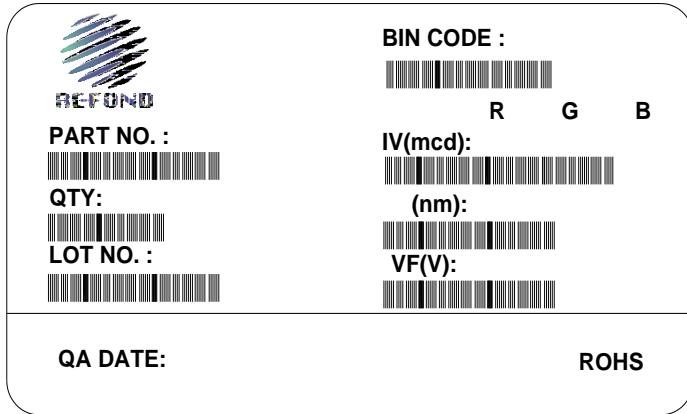 REFOND
BIN CODE :
R G B
PART NO. :
IV(mcd):
QTY:
(nm):
LOT NO. :
VF(V):
QA DATE:
ROHS